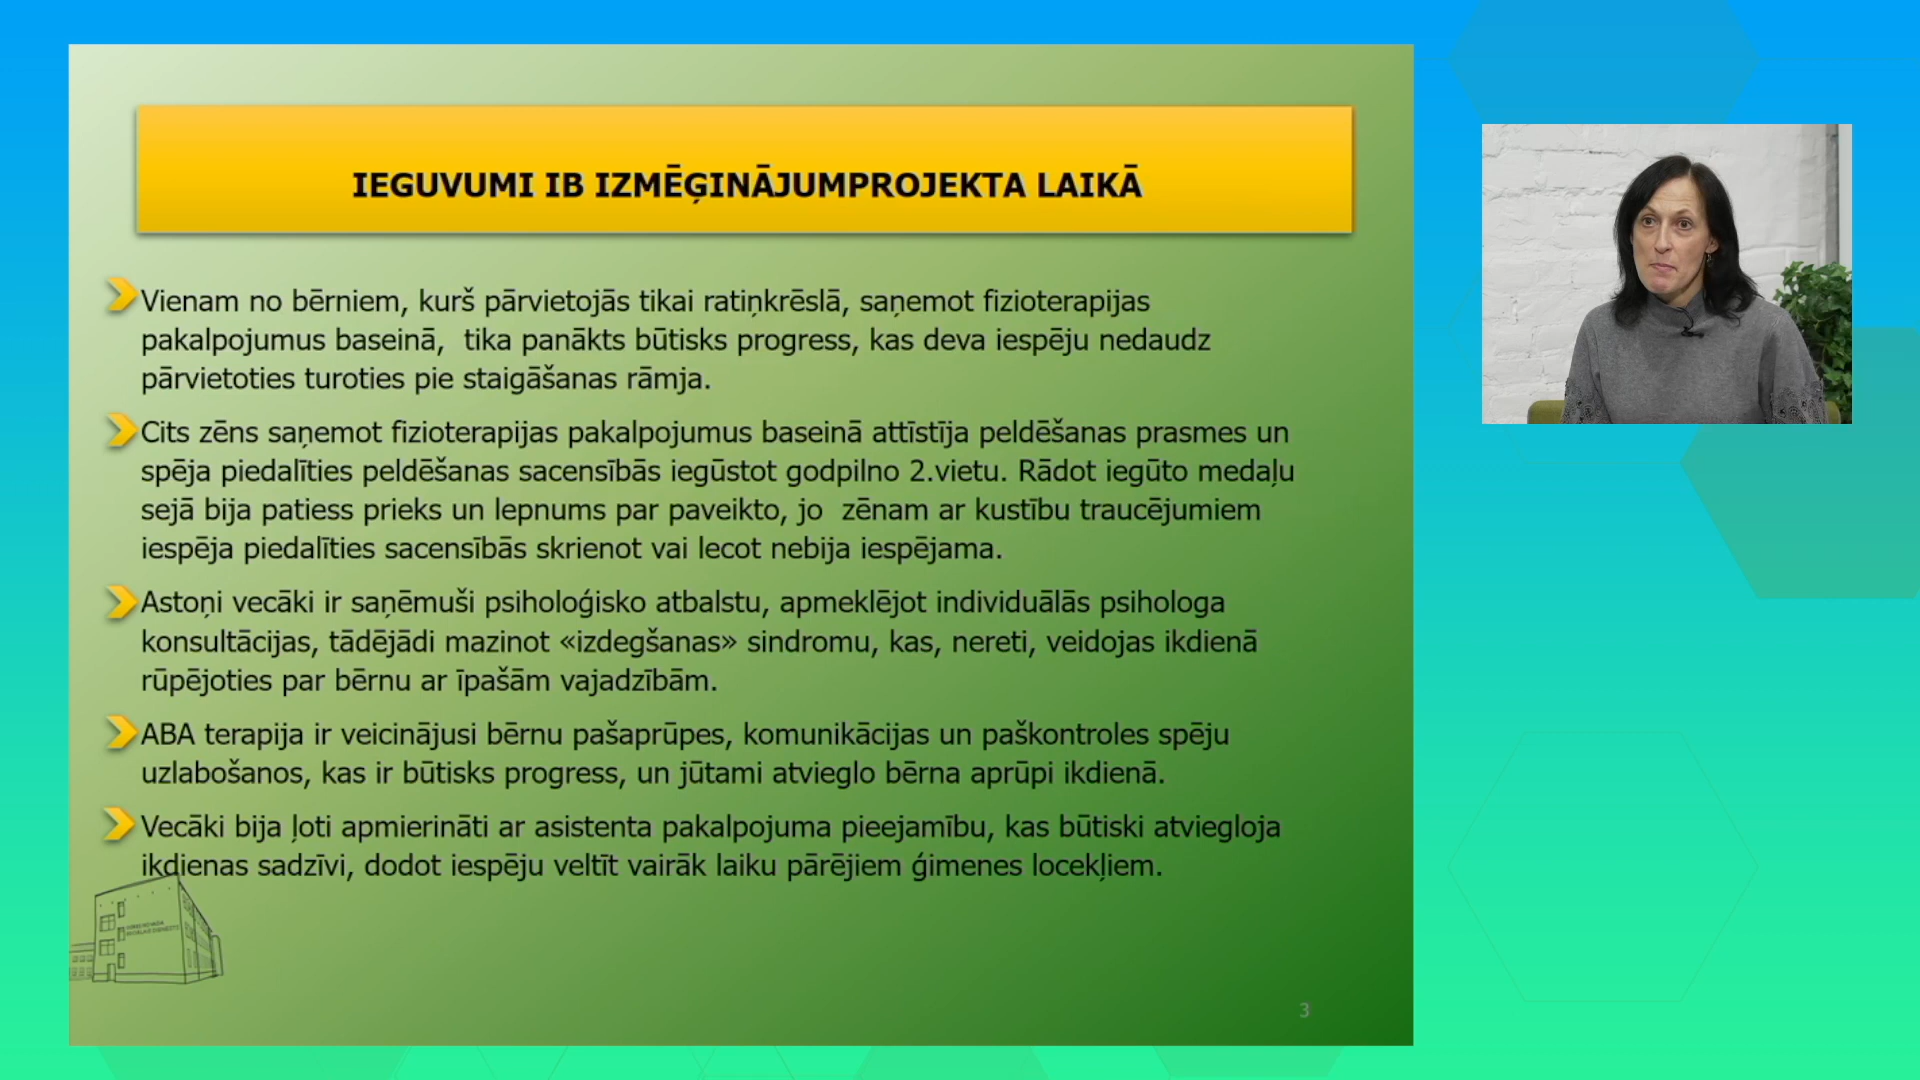 IEGUVUMI IB IZMĒĢINĀJUMPROJEKTA LAIKĀ
Vienam no bērniem, kurš pārvietojās tikai ratiņkrēslā, saņemot fizioterapijas
pakalpojumus baseinā, tika panākts būtisks progress, kas deva iespēju nedaudz
pārvietoties turoties pie staigāšanas rāmja.
Cits zēns saņemot fizioterapijas pakalpojumus baseinā attīstīja peldēšanas prasmes un
spēja piedalīties peldēšanas sacensībās iegūstot godpilno 2.vietu. Rādot iegūto medaļu
sejā bija patiess prieks un lepnums par paveikto, jo zēnam ar kustību traucējumiem
iespēja piedalīties sacensībās skrienot vai lecot nebija iespējama.
Astoņi vecāki ir saņēmuši psiholoģisko atbalstu, apmeklējot individuālās psihologa
konsultācijas, tādējādi mazinot «izdegšanas» sindromu, kas, nereti, veidojas ikdienā
rūpējoties par bērnu ar īpašām vajadzībām.
ABA terapija ir veicinājusi bērnu pašaprūpes, komunikācijas un paškontroles spēju
uzlabošanos, kas ir būtisks progress, un jūtami atvieglo bērna aprūpi ikdienā.
Vecāki bija ļoti apmierināti ar asistenta pakalpojuma pieejamību, kas būtiski atviegloja
ikdienas sadzīvi, dodot iespēju veltīt vairāk laiku pārējiem ģimenes locekļiem.
3